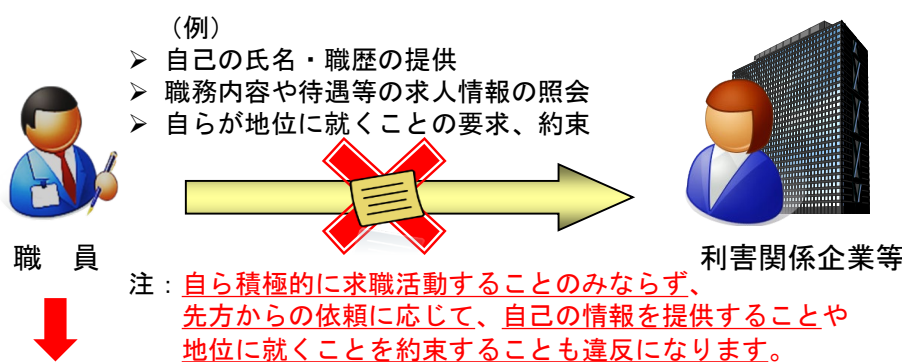 （例）
➢ 自己の氏名・職歴の提供
➢ 職務内容や待遇等の求人情報の照会
➢ 自らが地位に就くことの要求、約束
職　員
利害関係企業等
注：自ら積極的に求職活動することのみならず、
先方からの依頼に応じて、自己の情報を提供することや
地位に就くことを約束することも違反になります。